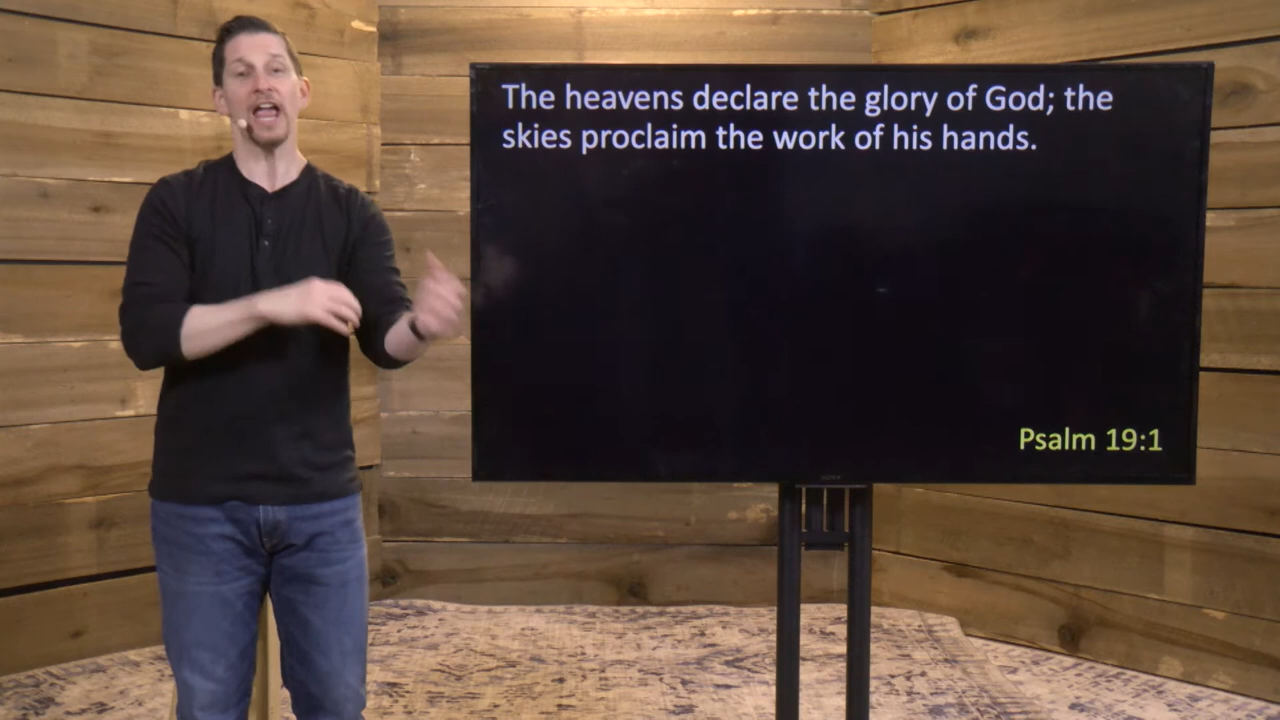 The heavens declare the glory of God; the
skies proclaim the work of his hands.
Psalm 19:1